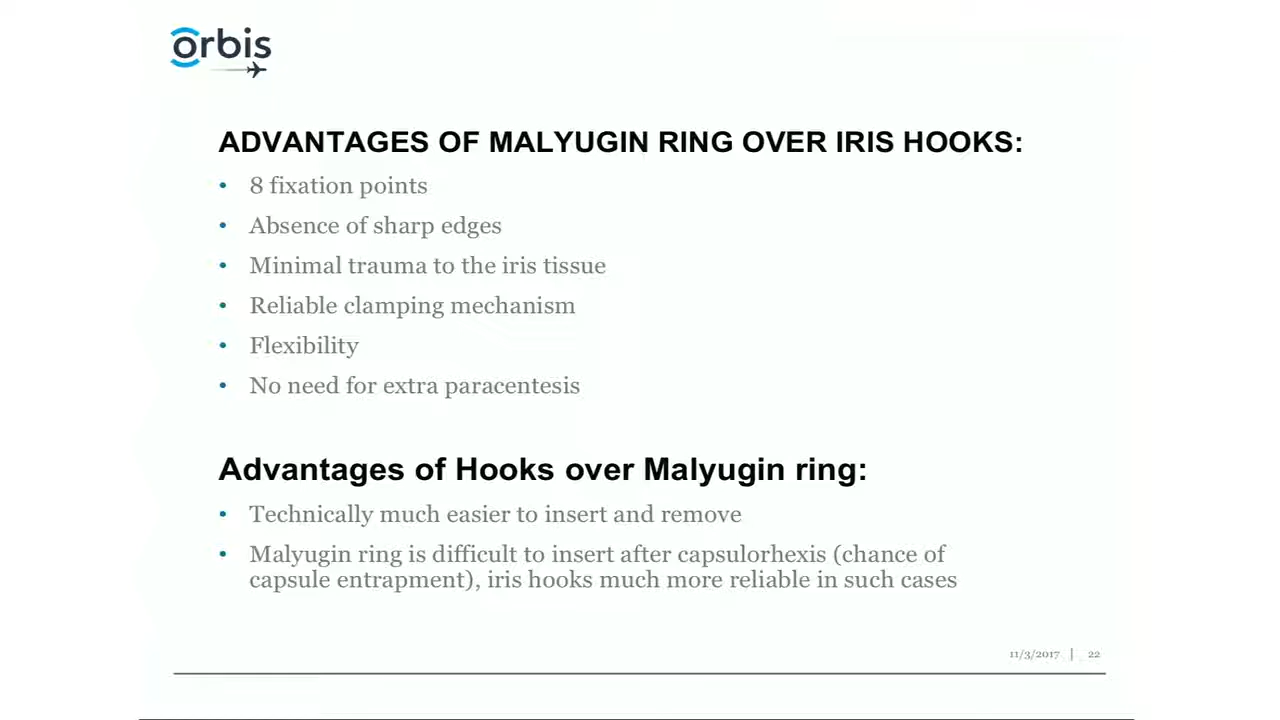 orbis
ADVANTAGES OF MALYUGIN RING OVER IRIS HOOKS:
• 8 fixation points
• Absence of sharp edges
• Minimal trauma to the iris tissue
• Reliable clamping mechanism
• Flexibility
• No need for extra paracentesis
Advantages of Hooks over Malyugin ring:
• Technically much easier to insert and remove
• Malyugin ring is difficult to insert after capsulorhexis (chance of
capsule entrapment), iris hooks much more reliable in such cases
11/3/2017 | 22